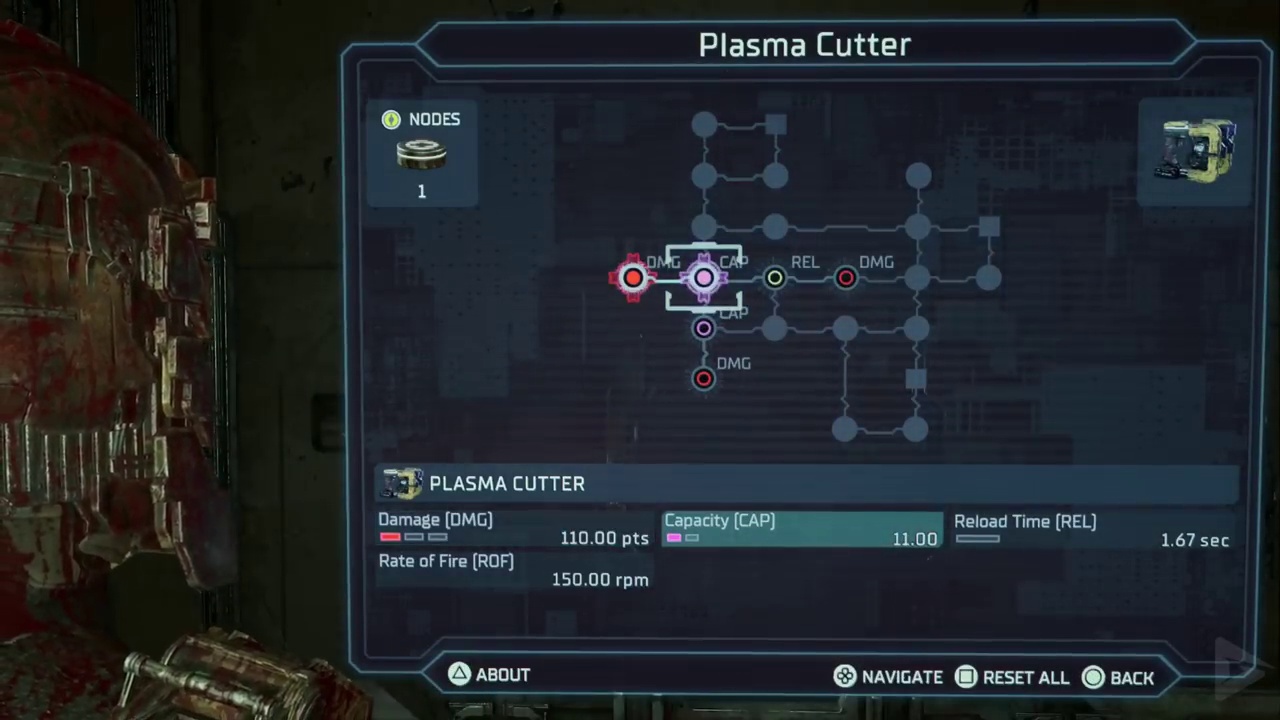 Plasma Cutter
NODES
1
DMG
CAP
REL
DMG
CAP
DMG
PLASMA CUTTER
Damage (DMG)
110.00 pts
Capacity (CAP)
11.00
Reload Time (REL)
1.67 sec
Rate of Fire (ROF)
150.00 rpm
ABOUT
NAVIGATE
RESET ALL
BACK